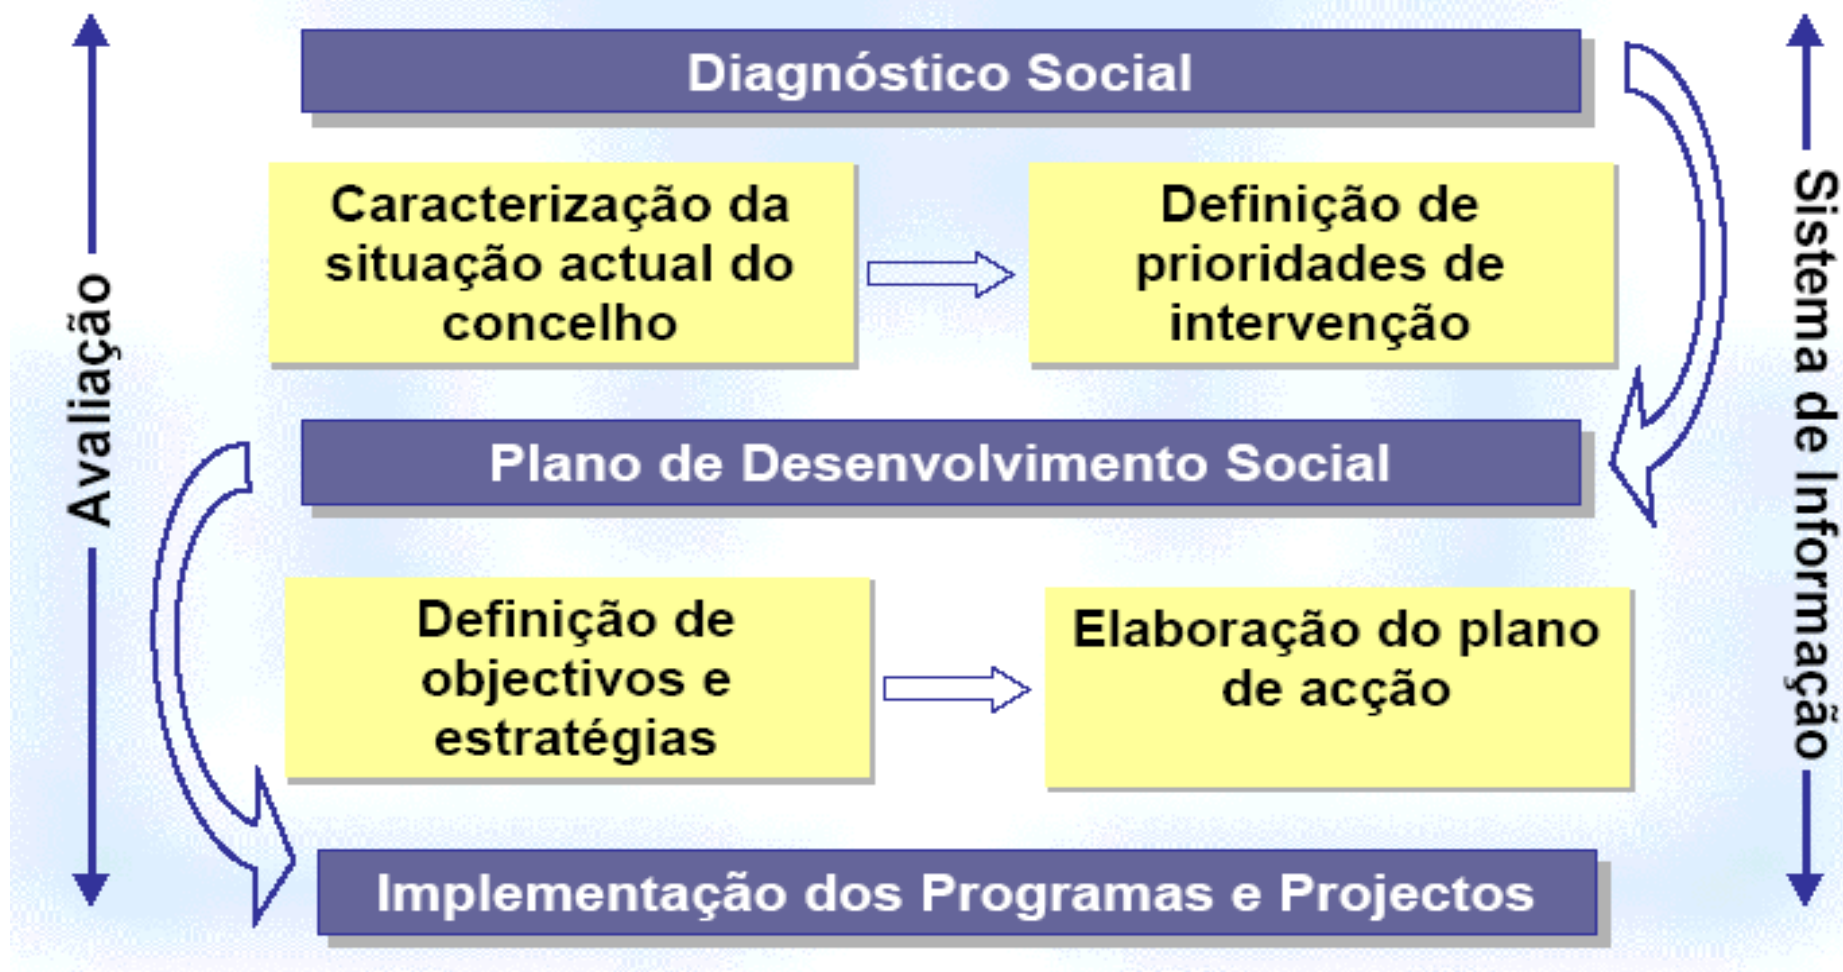 Diagnóstico Social
Caracterização da
situação actual do
concelho
Definição de
prioridades de
intervenção
Plano de Desenvolvimento Social
Definição de
objectivos e
estratégias
Elaboração do plano
de acção
Implementação dos Programas e Projectos
Avaliação
Sistema de Informação